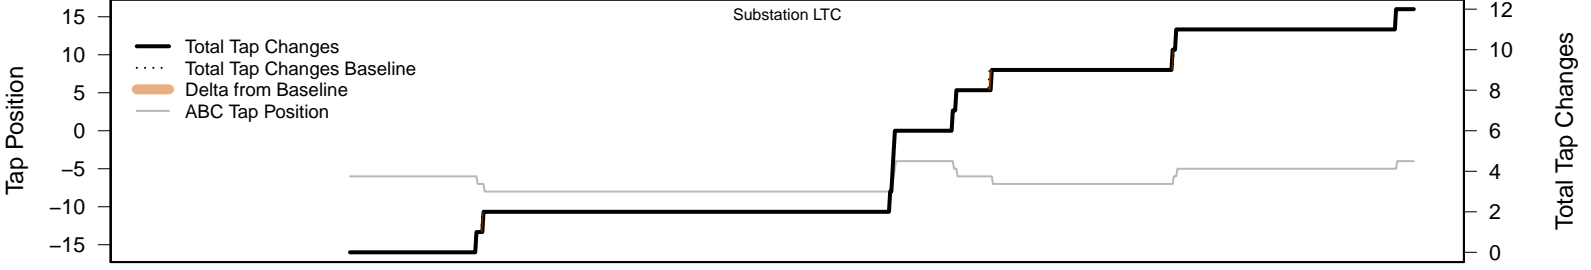 Substation LTC
Tap Position
15
10
5
0
−5
−10
−15
Total Tap Changes
Total Tap Changes Baseline
Delta from Baseline
ABC Tap Position
12
10
8
6
4
2
0
Total Tap Changes